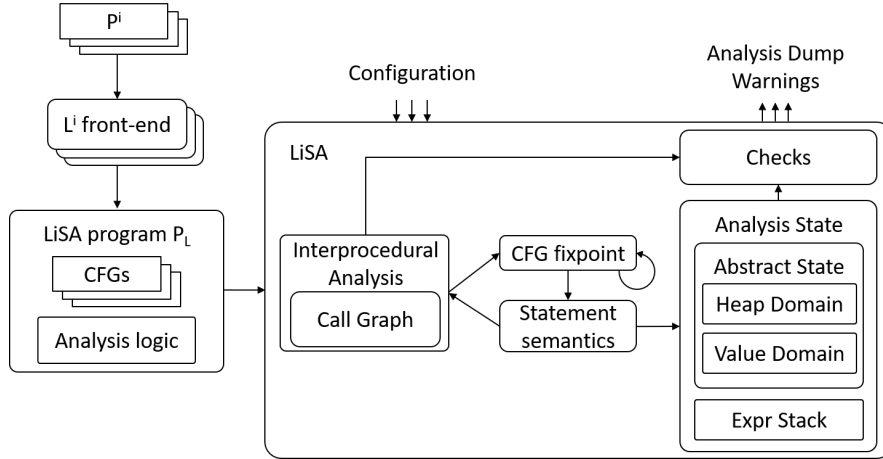 Pⁱ
Lⁱ front-end
LiSA program P_L
CFGs
Analysis logic
Configuration
Analysis Dump
Warnings
LiSA
Checks
Interprocedural
Analysis
Call Graph
CFG fixpoint
Statement
semantics
Analysis State
Abstract State
Heap Domain
Value Domain
Expr Stack